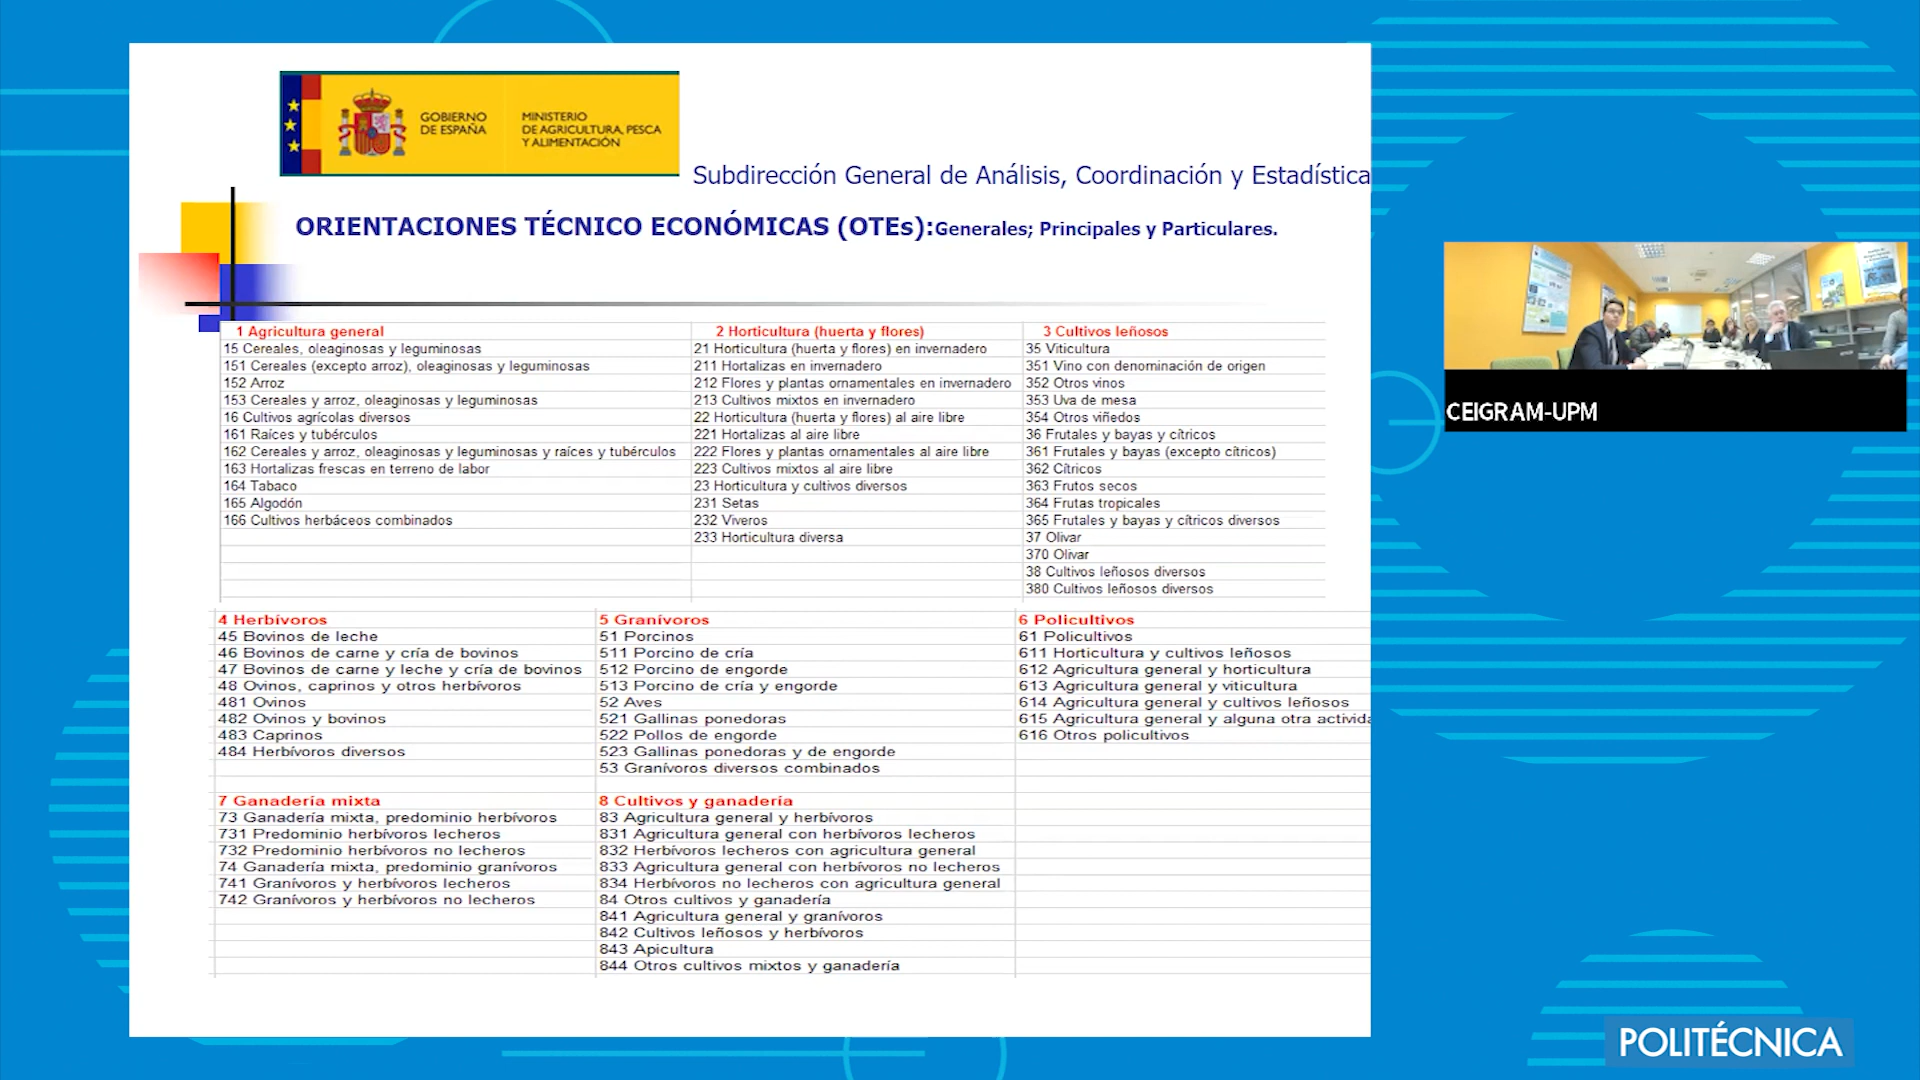 GOBIERNO
DE ESPAÑA
MINISTERIO
DE AGRICULTURA, PESCA
Y ALIMENTACIÓN
Subdirección General de Análisis, Coordinación y Estadística
ORIENTACIONES TÉCNICO ECONÓMICAS (OTEs):Generales; Principales y Particulares.
1 Agricultura general
15 Cereales, oleaginosas y leguminosas
151 Cereales (excepto arroz), oleaginosas y leguminosas
152 Arroz
153 Cereales y arroz, oleaginosas y leguminosas
16 Cultivos agrícolas diversos
161 Raíces y tubérculos
162 Cereales y arroz, oleaginosas y leguminosas y raíces y tubérculos
163 Hortalizas frescas en terreno de labor
164 Tabaco
165 Algodón
166 Cultivos herbáceos combinados
2 Horticultura (huerta y flores)
21 Horticultura (huerta y flores) en invernadero
211 Hortalizas en invernadero
212 Flores y plantas ornamentales en invernadero
213 Cultivos mixtos en invernadero
22 Horticultura (huerta y flores) al aire libre
221 Hortalizas al aire libre
222 Flores y plantas ornamentales al aire libre
223 Cultivos mixtos al aire libre
23 Horticultura y cultivos diversos
231 Setas
232 Viveros
233 Horticultura diversa
3 Cultivos leñosos
35 Viticultura
351 Vino con denominación de origen
352 Otros vinos
353 Uva de mesa
354 Otros viñedos
36 Frutales y bayas y cítricos
361 Frutales y bayas (excepto cítricos)
362 Cítricos
363 Frutos secos
364 Frutas tropicales
365 Frutales y bayas y cítricos diversos
37 Olivar
370 Olivar
38 Cultivos leñosos diversos
380 Cultivos leñosos diversos
4 Herbívoros
45 Bovinos de leche
46 Bovinos de carne y cría de bovinos
47 Bovinos de carne y leche y cría de bovinos
48 Ovinos, caprinos y otros herbívoros
481 Ovinos
482 Ovinos y bovinos
483 Caprinos
484 Herbívoros diversos
5 Granívoros
51 Porcinos
511 Porcino de cría
512 Porcino de engorde
513 Porcino de cría y engorde
52 Aves
521 Gallinas ponedoras
522 Pollos de engorde
523 Gallinas ponedoras y de engorde
53 Granívoros diversos combinados
6 Policultivos
61 Policultivos
611 Horticultura y cultivos leñosos
612 Agricultura general y horticultura
613 Agricultura general y viticultura
614 Agricultura general y cultivos leñosos
615 Agricultura general y alguna otra activida
616 Otros policultivos
7 Ganadería mixta
73 Ganadería mixta, predominio herbívoros
731 Predominio herbívoros lecheros
732 Predominio herbívoros no lecheros
74 Ganadería mixta, predominio granívoros
741 Granívoros y herbívoros lecheros
742 Granívoros y herbívoros no lecheros
8 Cultivos y ganadería
83 Agricultura general y herbívoros
831 Agricultura general con herbívoros lecheros
832 Herbívoros lecheros con agricultura general
833 Agricultura general con herbívoros no lecheros
834 Herbívoros no lecheros con agricultura general
84 Otros cultivos y ganadería
841 Agricultura general y granívoros
842 Cultivos leñosos y herbívoros
843 Apicultura
844 Otros cultivos mixtos y ganadería
CEIGRAM-UPM
POLITÉCNICA